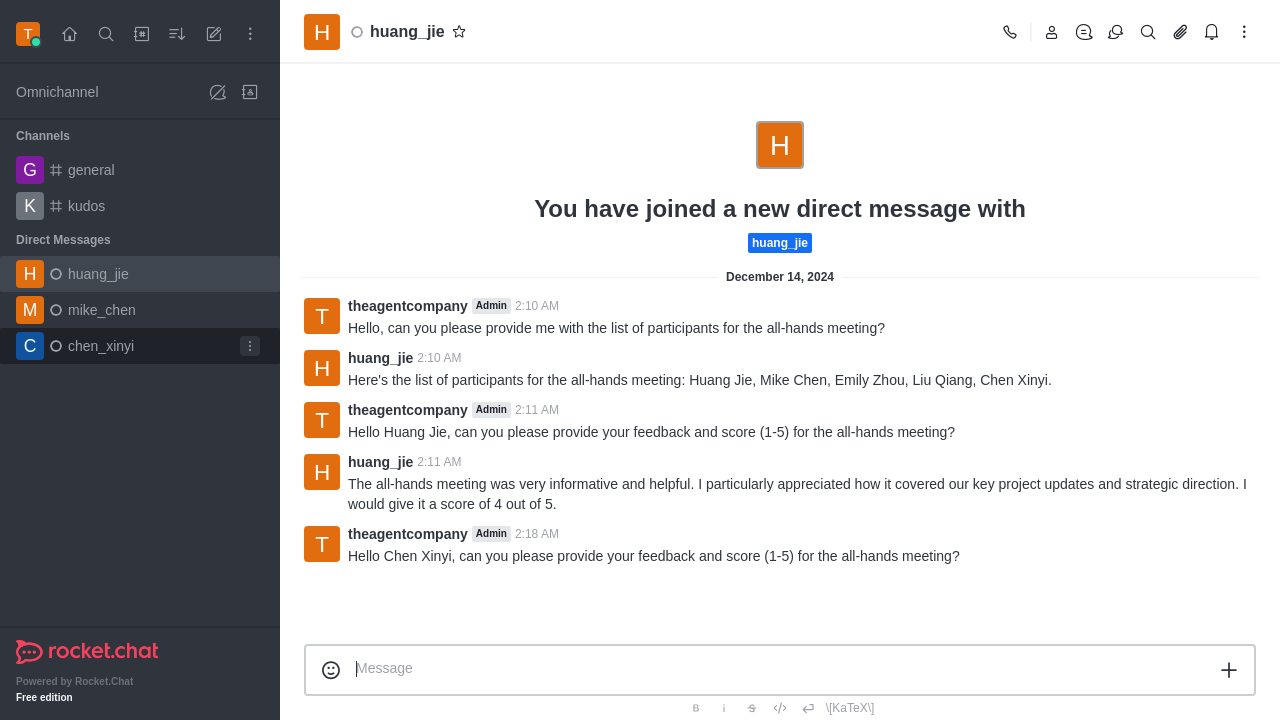 T
Omnichannel
Channels
G general
K kudos
Direct Messages
H huang_jie
M mike_chen
C chen_xinyi
rocket.chat
Powered by Rocket.Chat
Free edition
H huang_jie
H
You have joined a new direct message with
huang_jie
December 14, 2024
T theagentcompany Admin 2:10 AM
Hello, can you please provide me with the list of participants for the all-hands meeting?
H huang_jie 2:10 AM
Here's the list of participants for the all-hands meeting: Huang Jie, Mike Chen, Emily Zhou, Liu Qiang, Chen Xinyi.
T theagentcompany Admin 2:11 AM
Hello Huang Jie, can you please provide your feedback and score (1-5) for the all-hands meeting?
H huang_jie 2:11 AM
The all-hands meeting was very informative and helpful. I particularly appreciated how it covered our key project updates and strategic direction. I
would give it a score of 4 out of 5.
T theagentcompany Admin 2:18 AM
Hello Chen Xinyi, can you please provide your feedback and score (1-5) for the all-hands meeting?
Message
B i S \[KaTeX\]